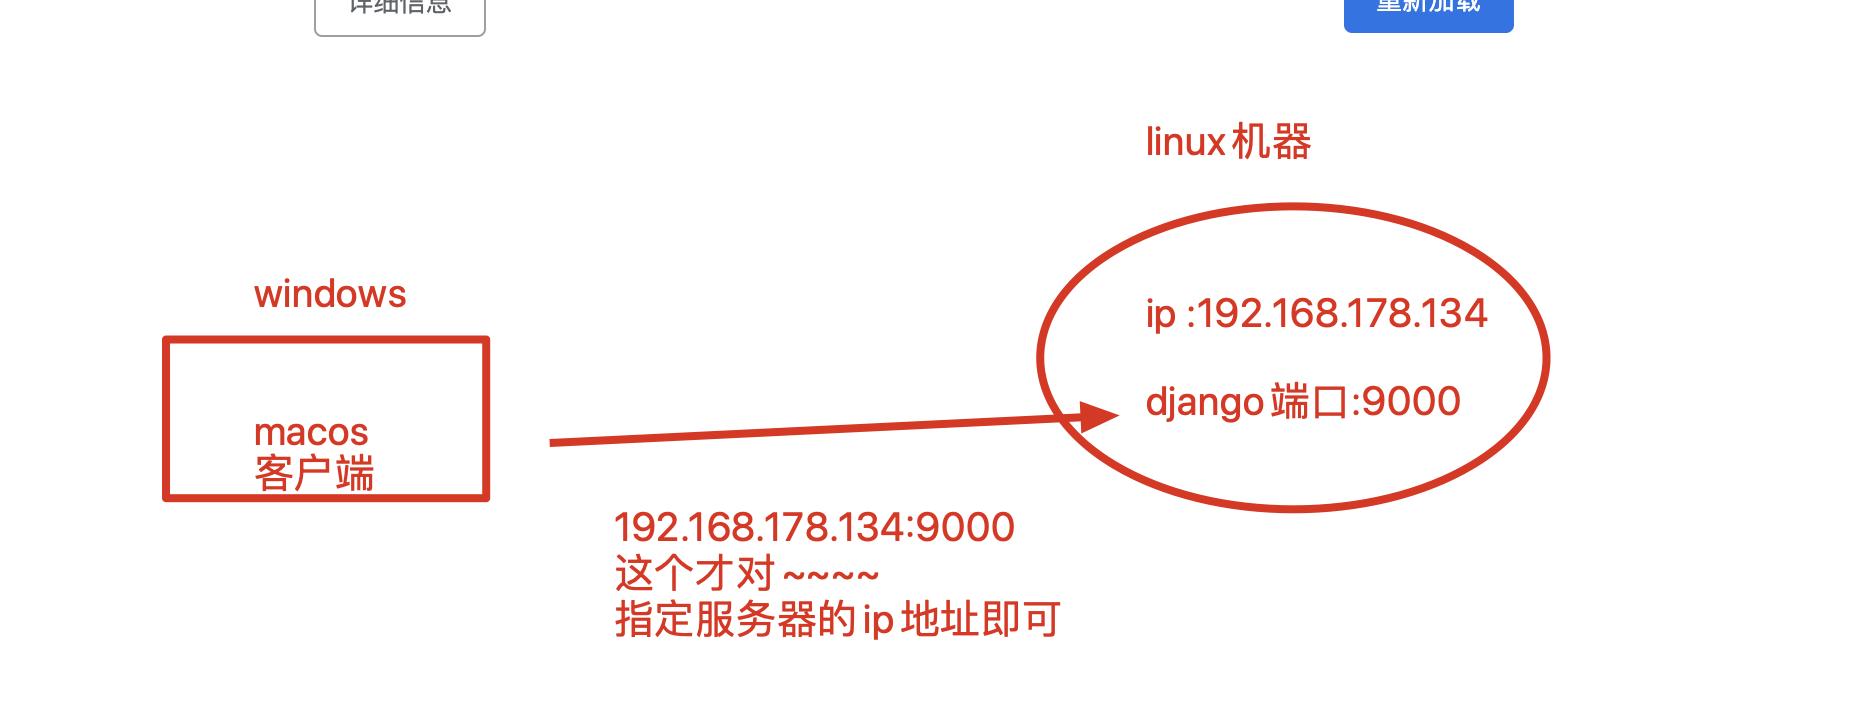 详细信息
重新加载
linux机器
windows
ip :192.168.178.134
django端口:9000
macos
客户端
192.168.178.134:9000
这个才对~~~~
指定服务器的ip地址即可